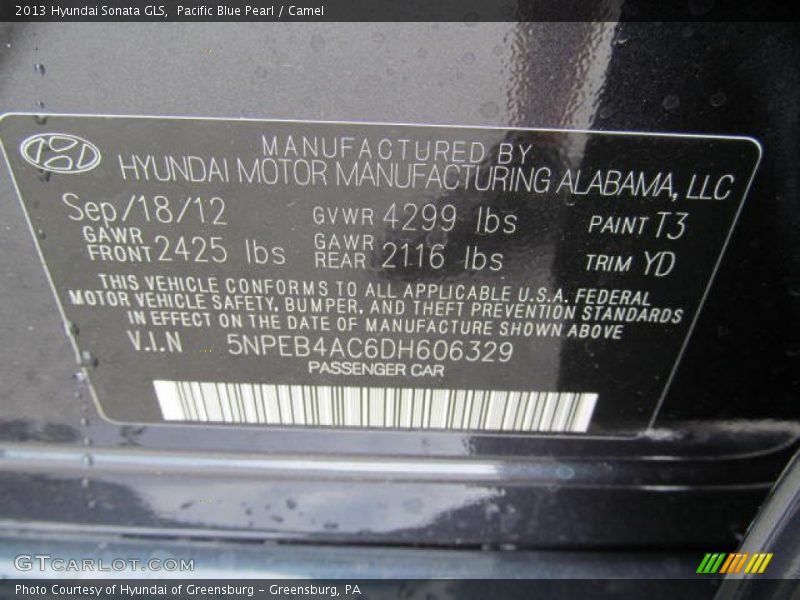 2013 Hyundai Sonata GLS, Pacific Blue Pearl / Camel
MANUFACTURED BY
HYUNDAI MOTOR MANUFACTURING ALABAMA, LLC
Sep/18/12 GVWR 4299 lbs PAINT T3
GAWR FRONT 2425 lbs GAWR REAR 2116 lbs TRIM YD
THIS VEHICLE CONFORMS TO ALL APPLICABLE U.S.A. FEDERAL
MOTOR VEHICLE SAFETY, BUMPER, AND THEFT PREVENTION STANDARDS
IN EFFECT ON THE DATE OF MANUFACTURE SHOWN ABOVE
V.I.N 5NPEB4AC6DH606329
PASSENGER CAR
GTCARLOT.COM
Photo Courtesy of Hyundai of Greensburg - Greensburg, PA